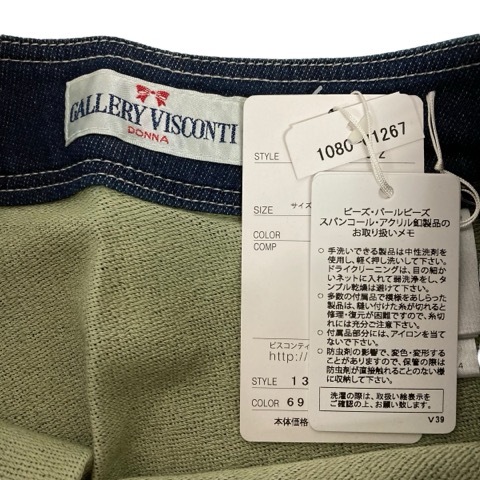 GALLERY VISCONTI
DONNA
1080-11267
STYLE
2
SIZE サイズ
COLOR
COMP
ビスコンティ
http://
STYLE 13
COLOR 69
本体価格
ビーズ・パールビーズ
スパンコール・アクリル釦製品の
お取り扱いメモ
●手洗いできる製品は中性洗剤を
使用し、軽く押し洗いして下さい。
ドライクリーニングは、目の細か
いネットに入れて弱洗浄をし、タ
ンブル乾燥は避けて下さい。
●多数の付属品で模様をあしらった
製品は、縫い付けた糸が切れると
修理・復元が困難ですので、糸切
れには充分ご注意下さい。
●付属品部分には、アイロンを当て
ないで下さい。
●防虫剤の影響で、変色・変形する
ことがありますので、保管の際は
防虫剤が直接触れることのない様
に収納して下さい。
洗濯の際は、取り扱い絵表示を
ご確認の上、お願い致します。
V39
4